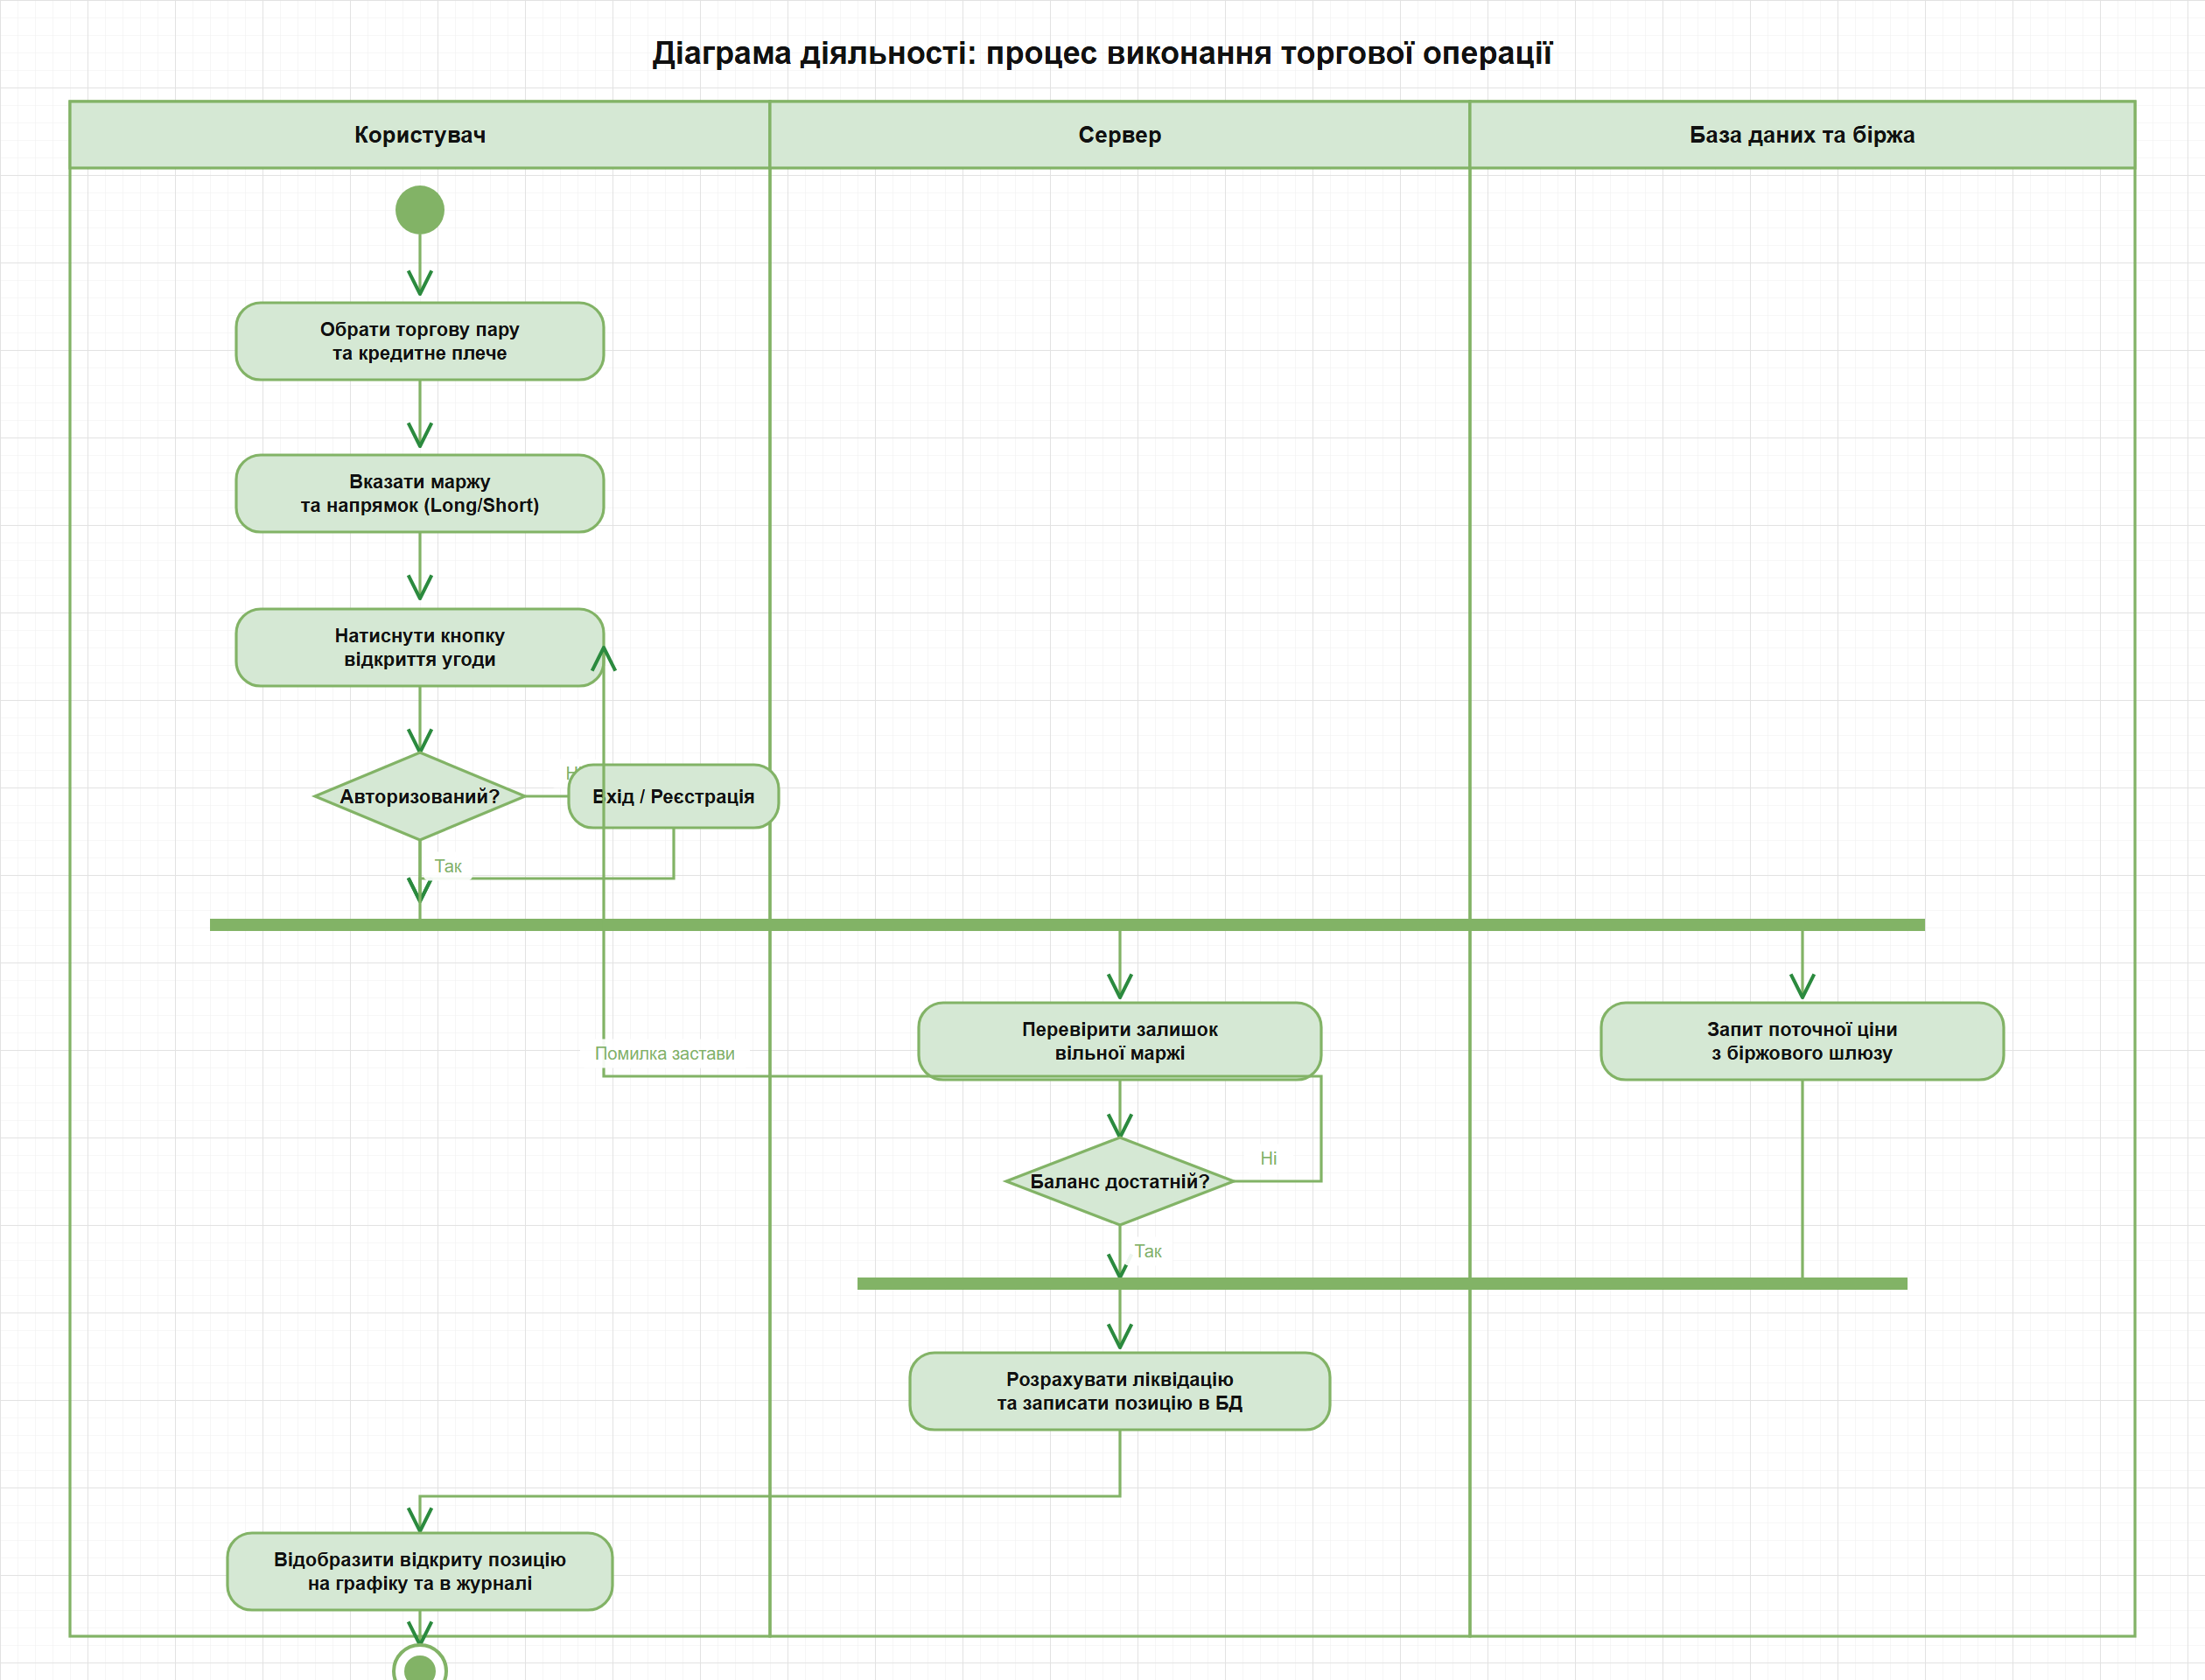 Діаграма діяльності: процес виконання торгової операції
Користувач
Сервер
База даних та біржа
Обрати торгову пару
та кредитне плече
Вказати маржу
та напрямок (Long/Short)
Натиснути кнопку
відкриття угоди
Авторизований?
Вхід / Реєстрація
Так
Перевірити залишок
вільної маржі
Запит поточної ціни
з біржового шлюзу
Помилка застави
Ні
Баланс достатній?
Так
Розрахувати ліквідацію
та записати позицію в БД
Відобразити відкриту позицію
на графіку та в журналі